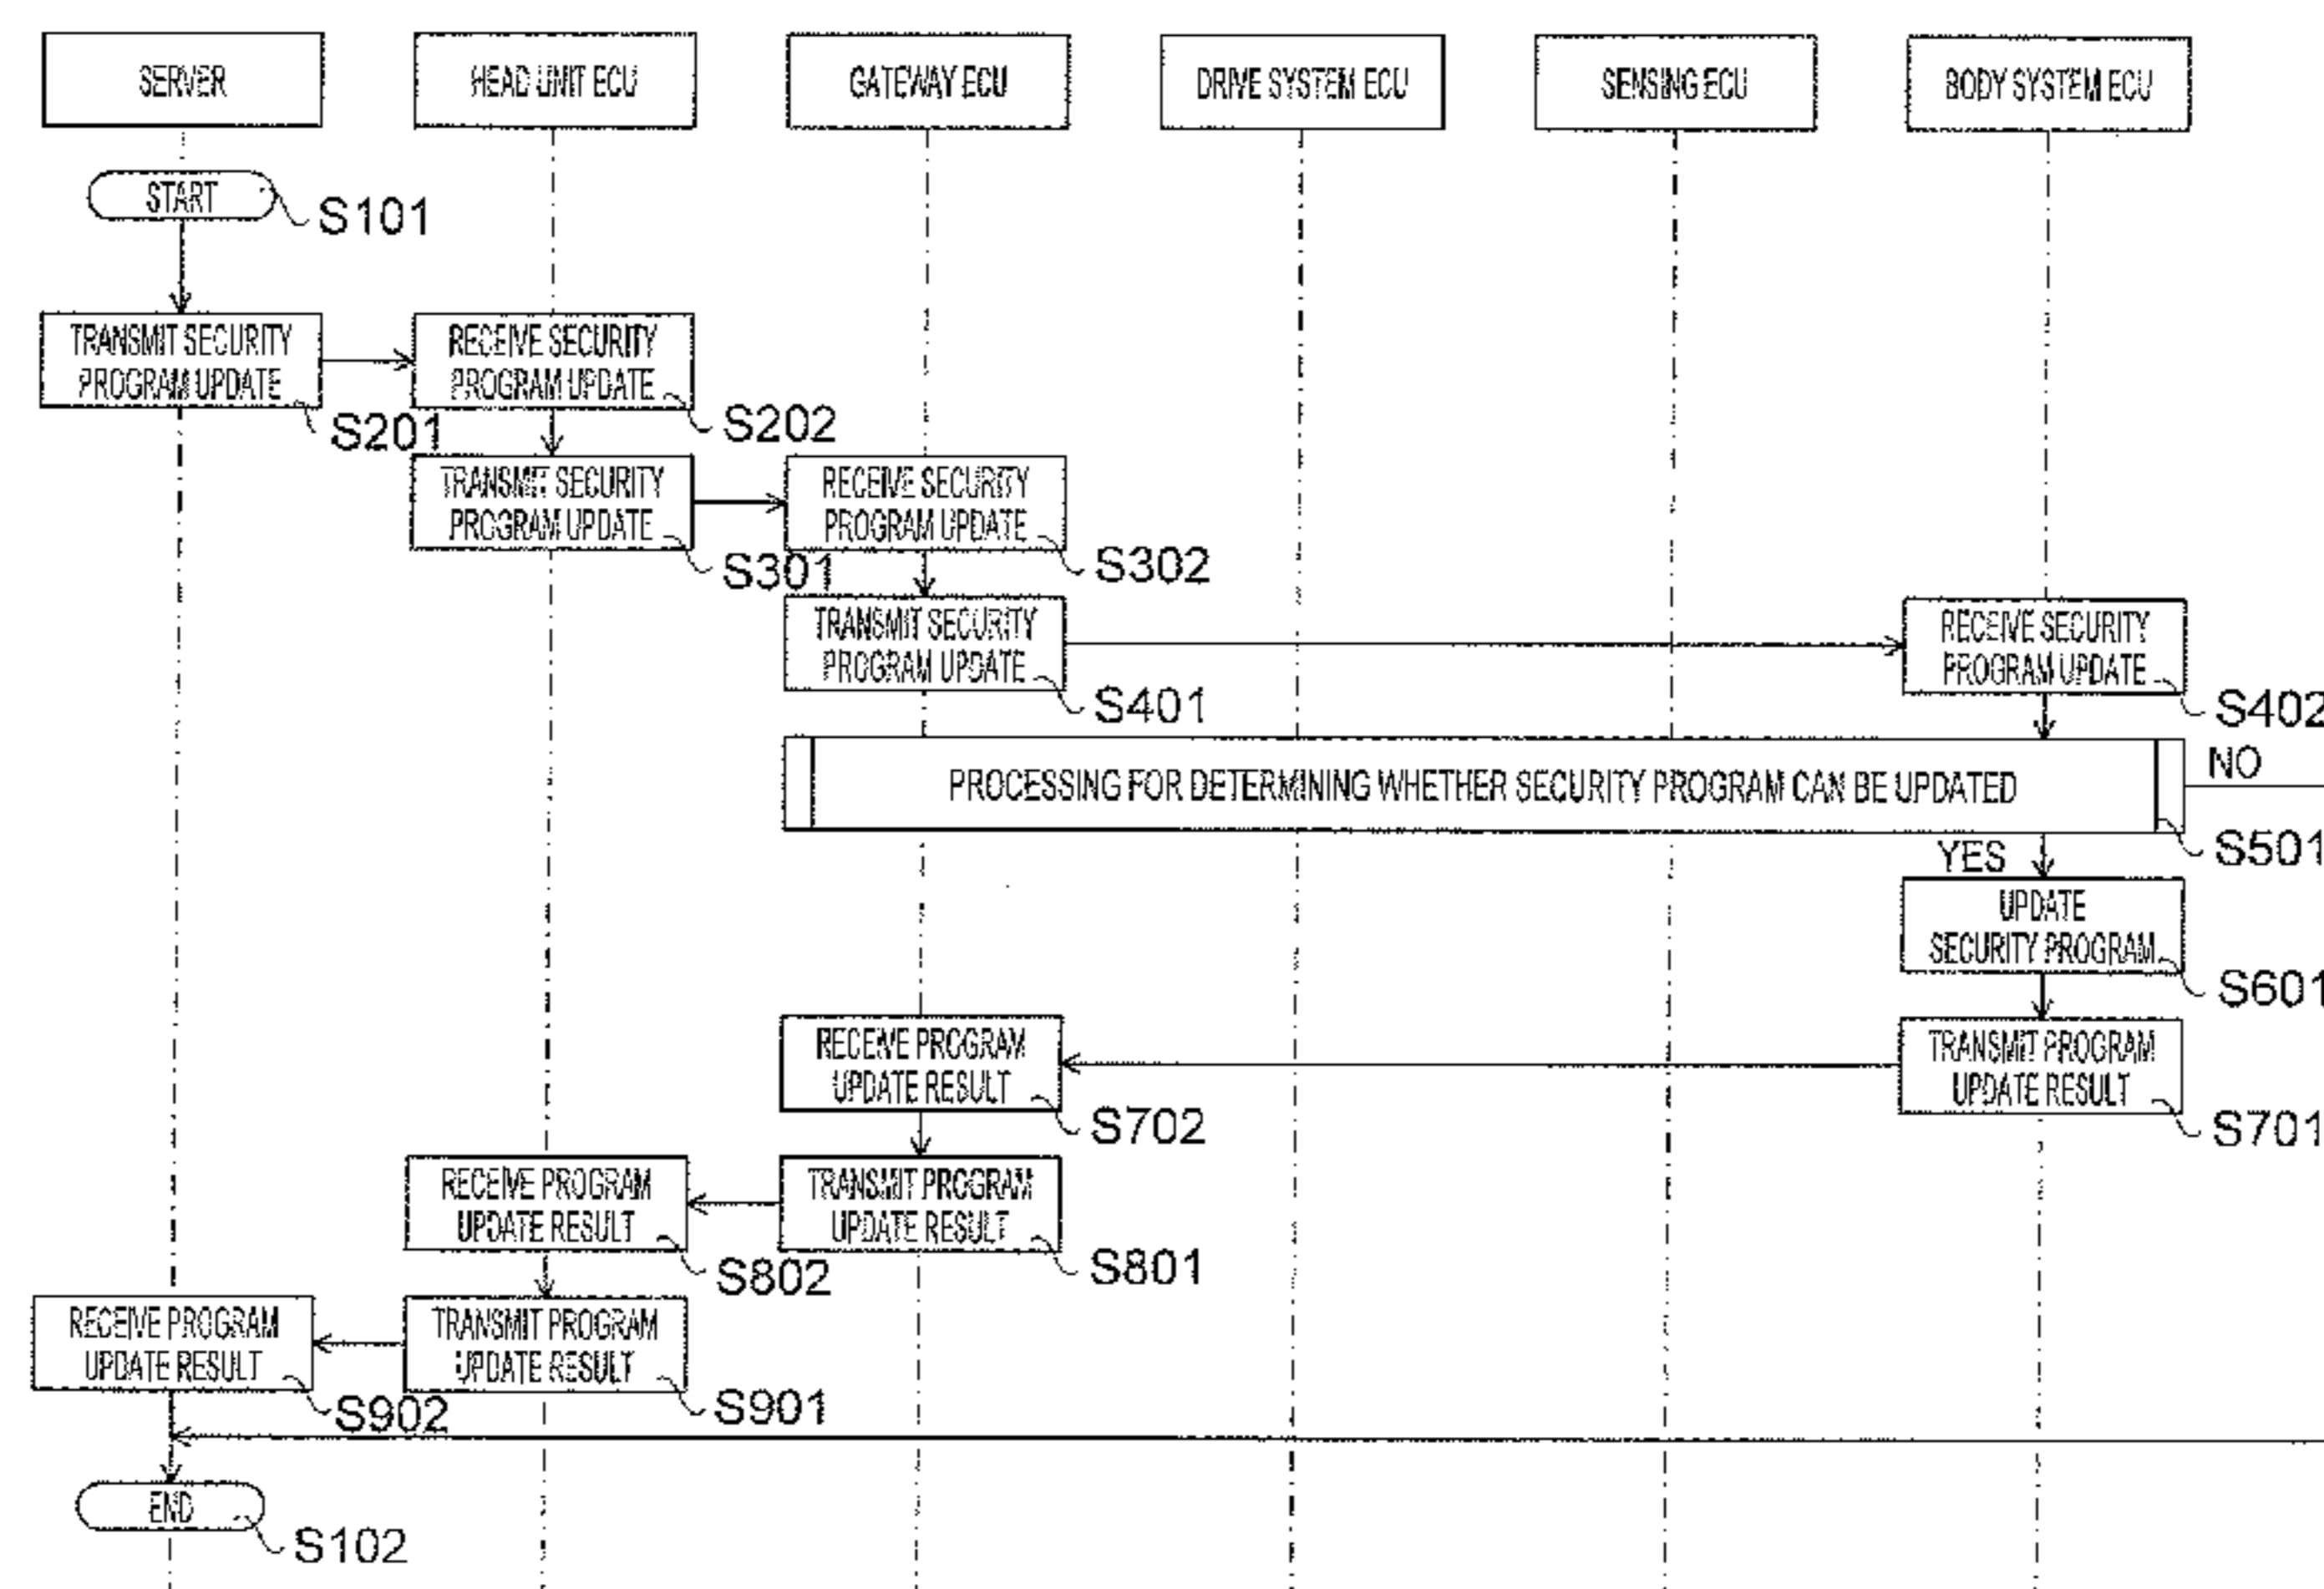 SERVER
HEAD UNIT ECU
GATEWAY ECU
DRIVE SYSTEM ECU
SENSING ECU
BODY SYSTEM ECU
START
S101
TRANSMIT SECURITY
PROGRAM UPDATE
S201
RECEIVE SECURITY
PROGRAM UPDATE
S202
TRANSMIT SECURITY
PROGRAM UPDATE
S301
RECEIVE SECURITY
PROGRAM UPDATE
S302
TRANSMIT SECURITY
PROGRAM UPDATE
S401
RECEIVE SECURITY
PROGRAM UPDATE
S402
PROCESSING FOR DETERMINING WHETHER SECURITY PROGRAM CAN BE UPDATED
NO
S501
YES
UPDATE
SECURITY PROGRAM
S601
RECEIVE PROGRAM
UPDATE RESULT
S702
TRANSMIT PROGRAM
UPDATE RESULT
S701
RECEIVE PROGRAM
UPDATE RESULT
S802
TRANSMIT PROGRAM
UPDATE RESULT
S801
RECEIVE PROGRAM
UPDATE RESULT
S902
TRANSMIT PROGRAM
UPDATE RESULT
S901
END
S102